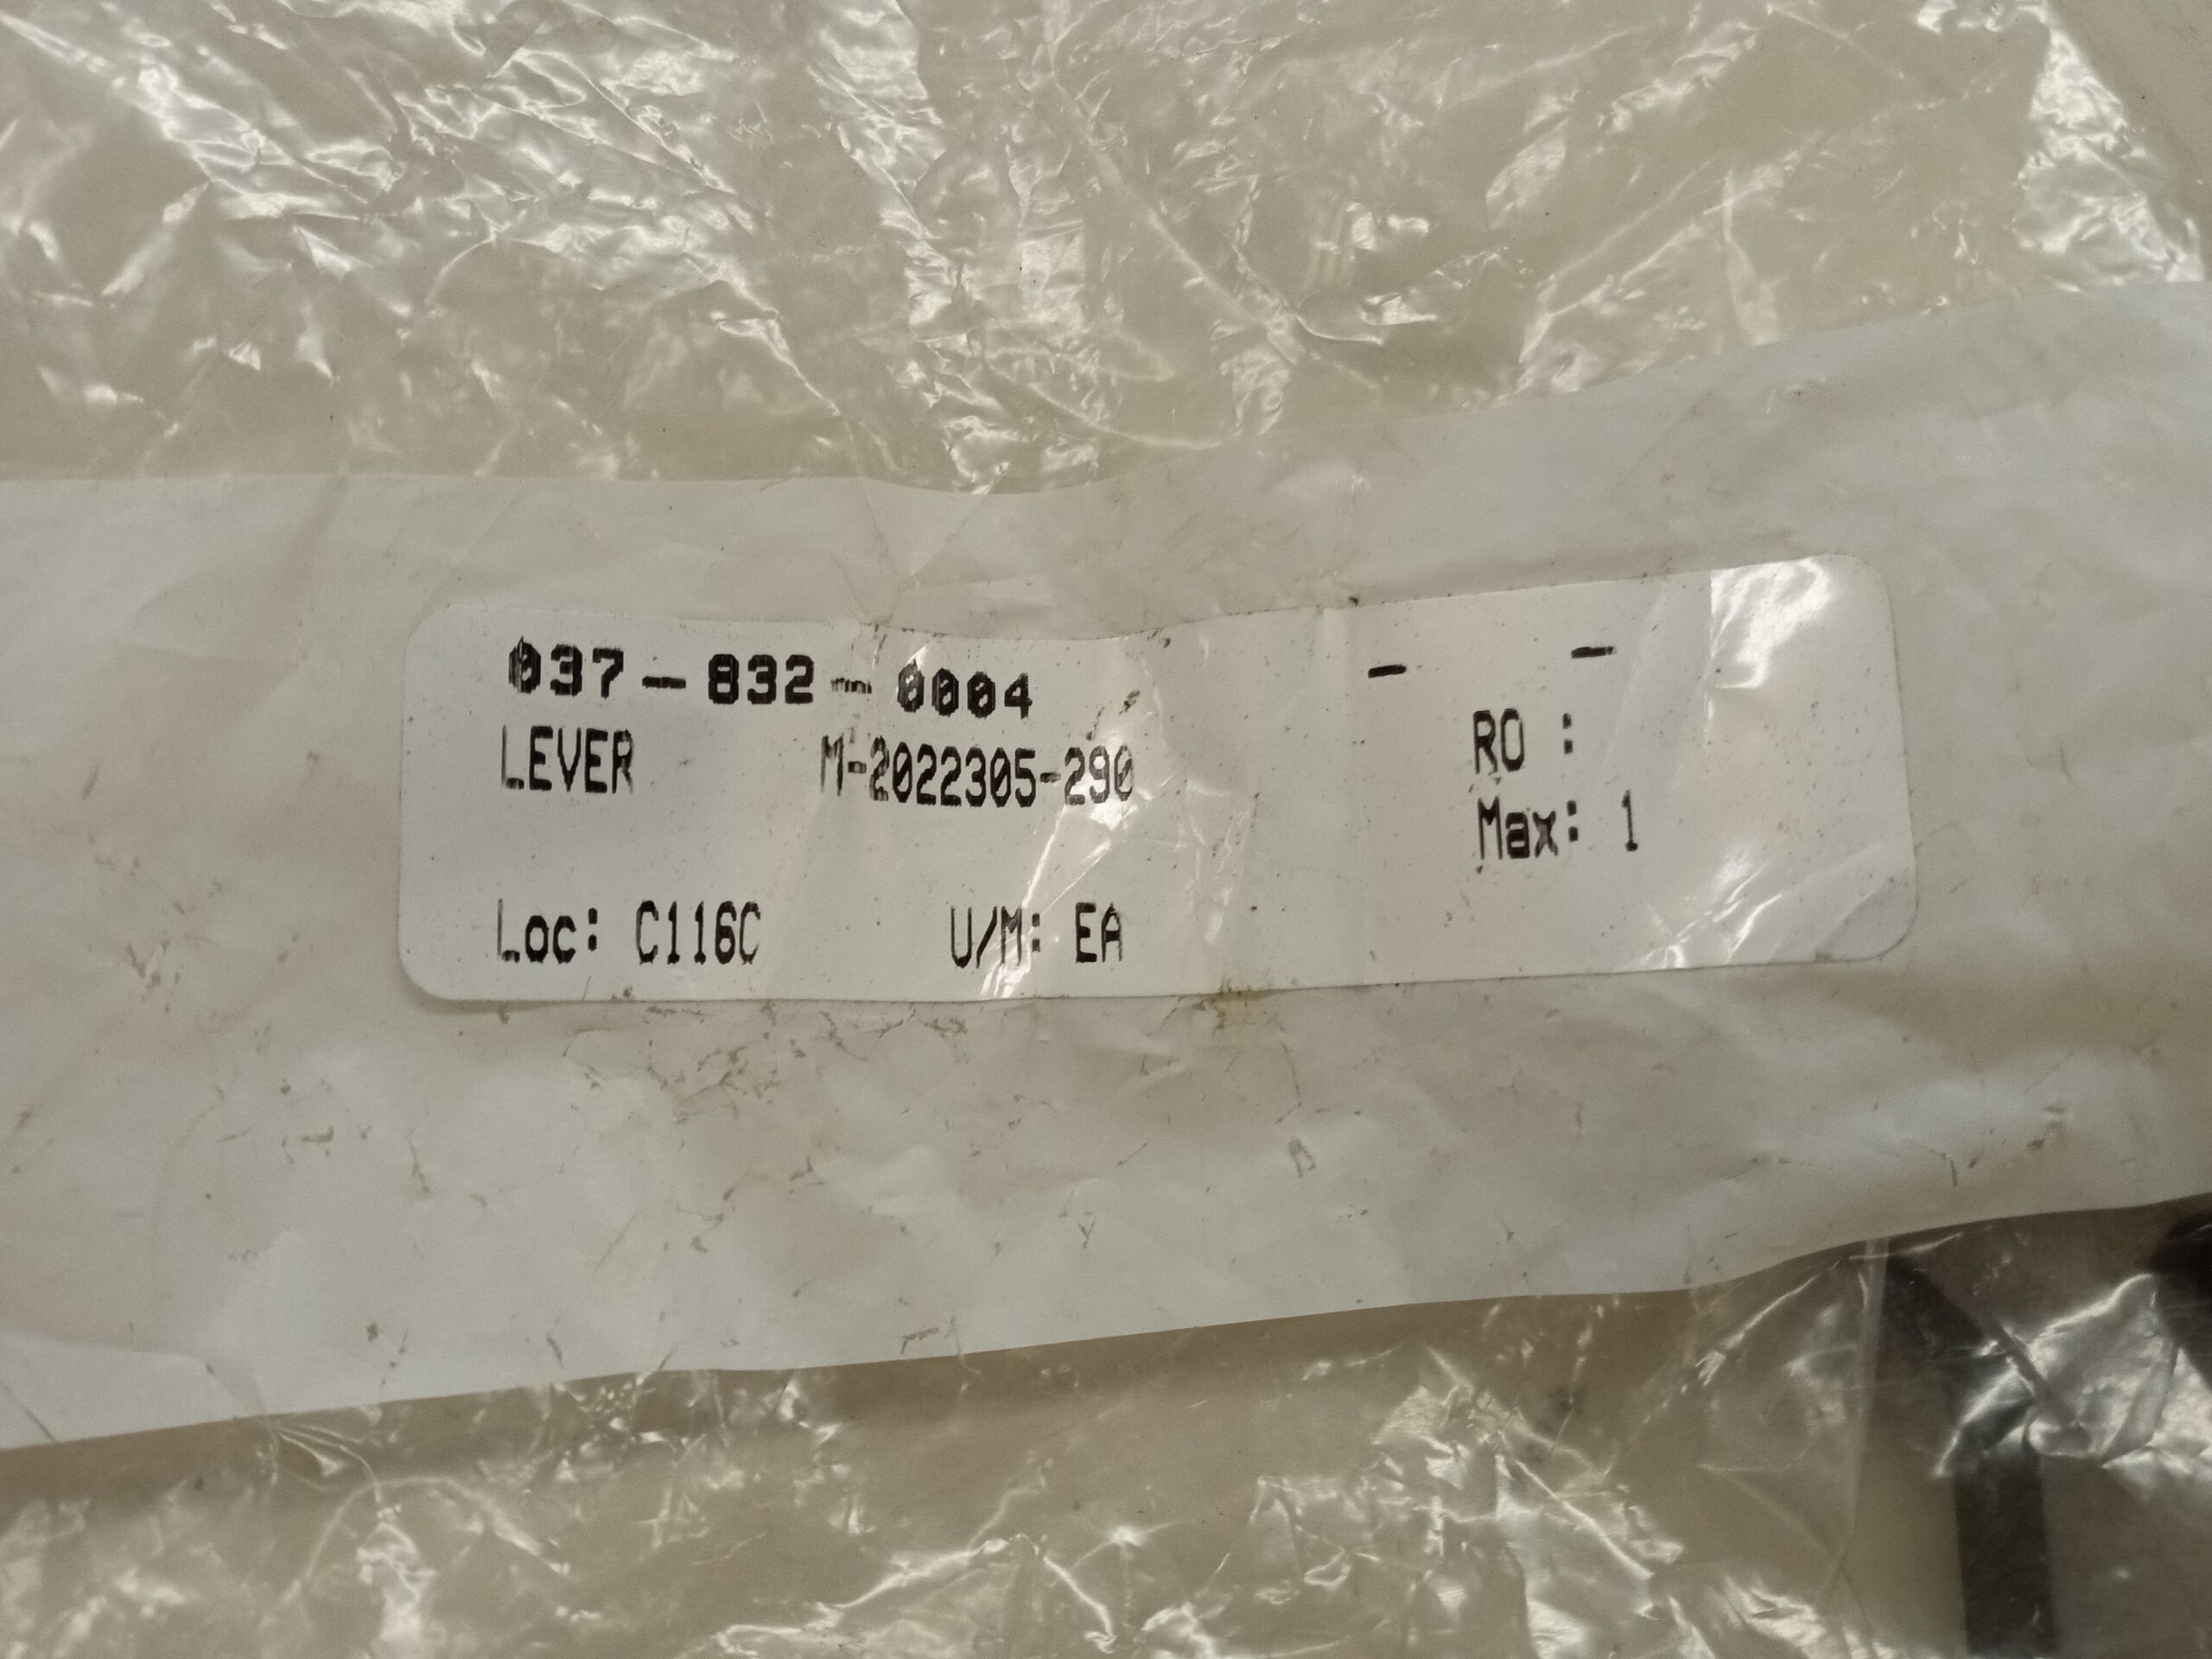 037-832-0004 - -
LEVER M-2022305-290 RO :
Max: 1
Loc: C116C U/M: EA